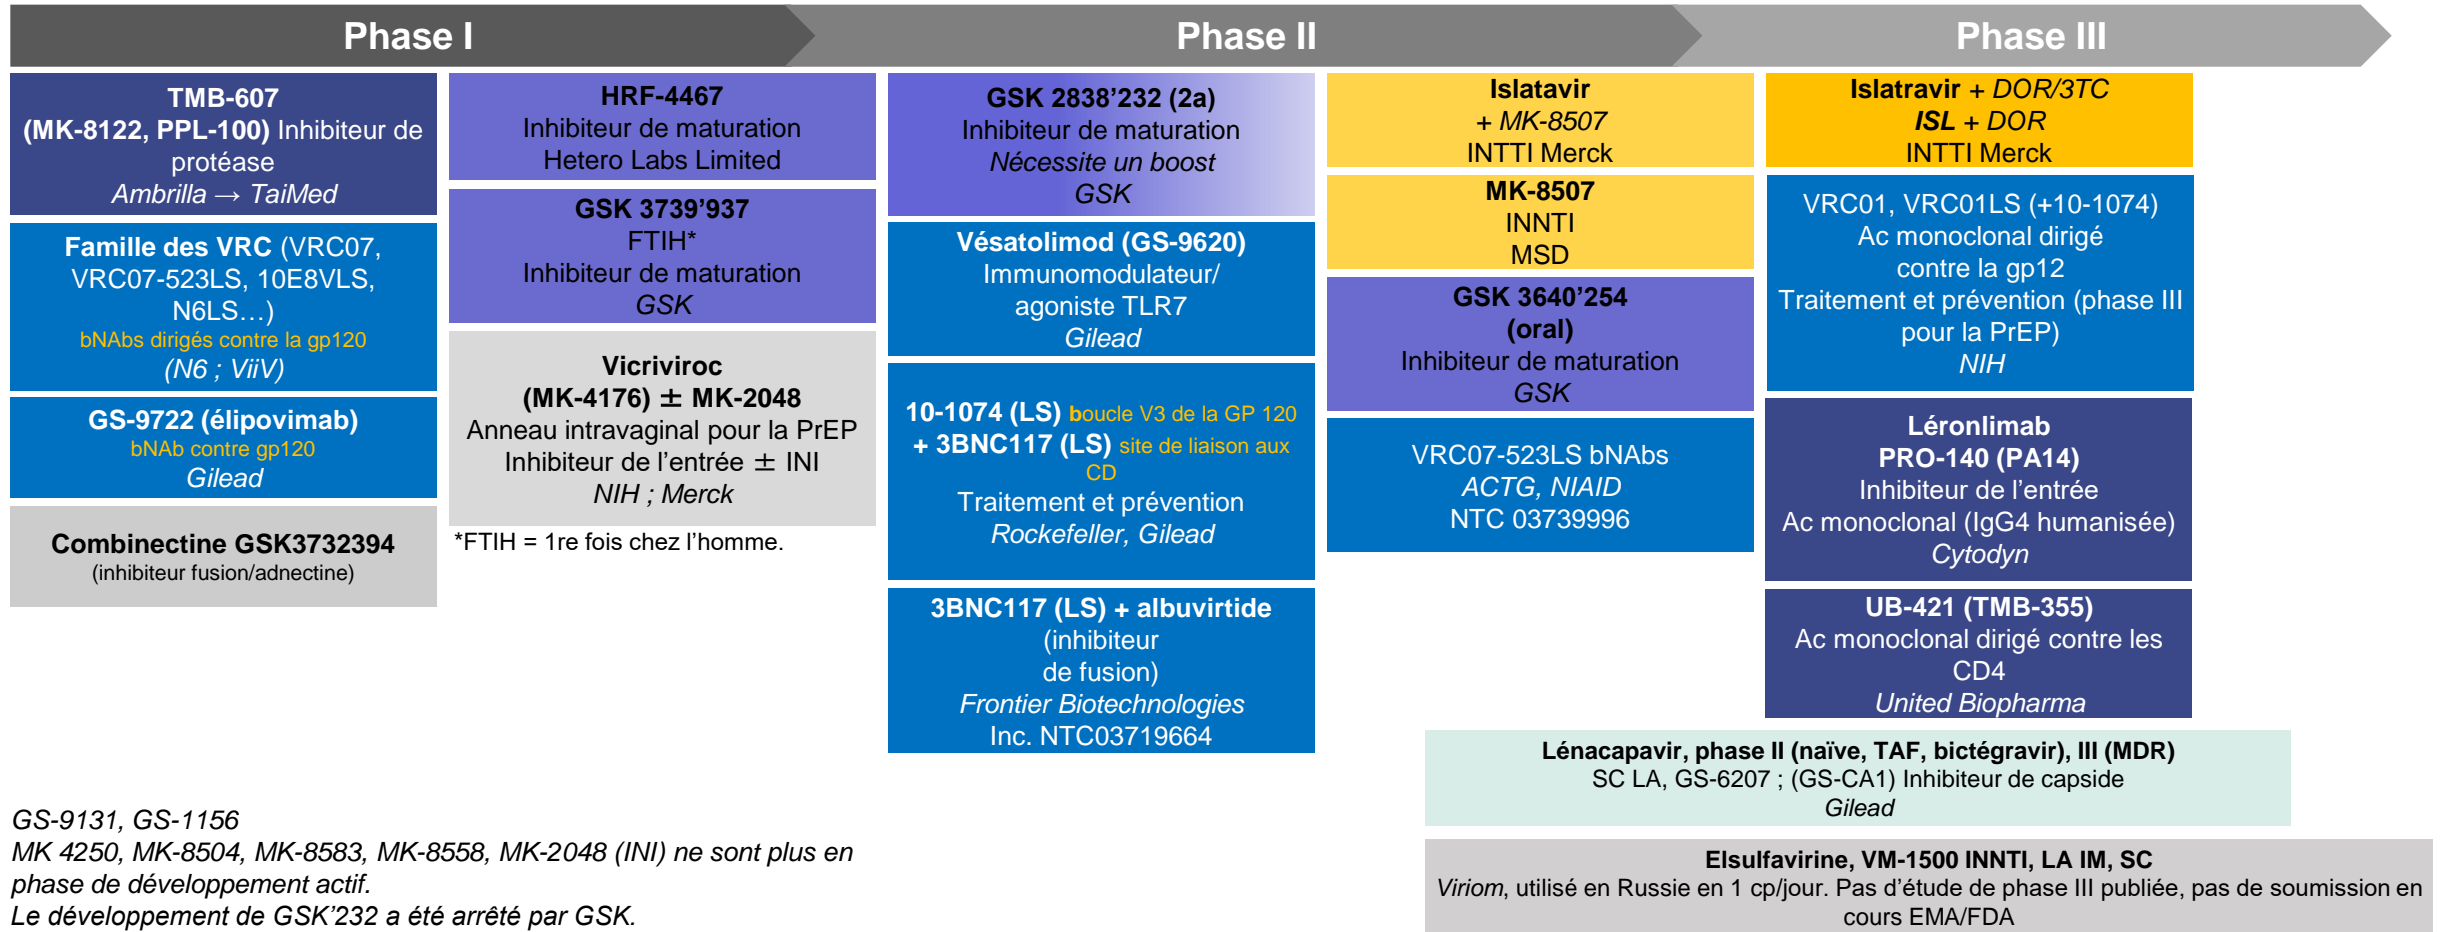 Phase I
Phase II
Phase III
TMB-607
(MK-8122, PPL-100) Inhibiteur de
protéase
Ambrilla → TaiMed
Famille des VRC (VRC07,
VRC07-523LS, 10E8VLS,
N6LS…)
bNAbs dirigés contre la gp120
(N6 ; ViiV)
GS-9722 (élipovimab)
bNAb contre gp120
Gilead
Combinectine GSK3732394
(inhibiteur fusion/adnectine)
HRF-4467
Inhibiteur de maturation
Hetero Labs Limited
GSK 3739’937
FTIH*
Inhibiteur de maturation
GSK
Vicriviroc
(MK-4176) ± MK-2048
Anneau intravaginal pour la PrEP
Inhibiteur de l’entrée ± INI
NIH ; Merck
*FTIH = 1re fois chez l’homme.
GSK 2838’232 (2a)
Inhibiteur de maturation
Nécessite un boost
GSK
Vésatolimod (GS-9620)
Immunomodulateur/
agoniste TLR7
Gilead
10-1074 (LS) boucle V3 de la GP 120
+ 3BNC117 (LS) site de liaison aux
CD
Traitement et prévention
Rockefeller, Gilead
3BNC117 (LS) + albuvirtide
(inhibiteur
de fusion)
Frontier Biotechnologies
Inc. NTC03719664
Islatavir
+ MK-8507
INTTI Merck
MK-8507
INNTI
MSD
GSK 3640’254
(oral)
Inhibiteur de maturation
GSK
VRC07-523LS bNAbs
ACTG, NIAID
NTC 03739996
Islatravir + DOR/3TC
ISL + DOR
INTTI Merck
VRC01, VRC01LS (+10-1074)
Ac monoclonal dirigé
contre la gp12
Traitement et prévention (phase III
pour la PrEP)
NIH
Léronlimab
PRO-140 (PA14)
Inhibiteur de l’entrée
Ac monoclonal (IgG4 humanisée)
Cytodyn
UB-421 (TMB-355)
Ac monoclonal dirigé contre les
CD4
United Biopharma
Lénacapavir, phase II (naïve, TAF, bictégravir), III (MDR)
SC LA, GS-6207 ; (GS-CA1) Inhibiteur de capside
Gilead
Elsulfavirine, VM-1500 INNTI, LA IM, SC
Viriom, utilisé en Russie en 1 cp/jour. Pas d’étude de phase III publiée, pas de soumission en
cours EMA/FDA
GS-9131, GS-1156
MK 4250, MK-8504, MK-8583, MK-8558, MK-2048 (INI) ne sont plus en
phase de développement actif.
Le développement de GSK’232 a été arrêté par GSK.